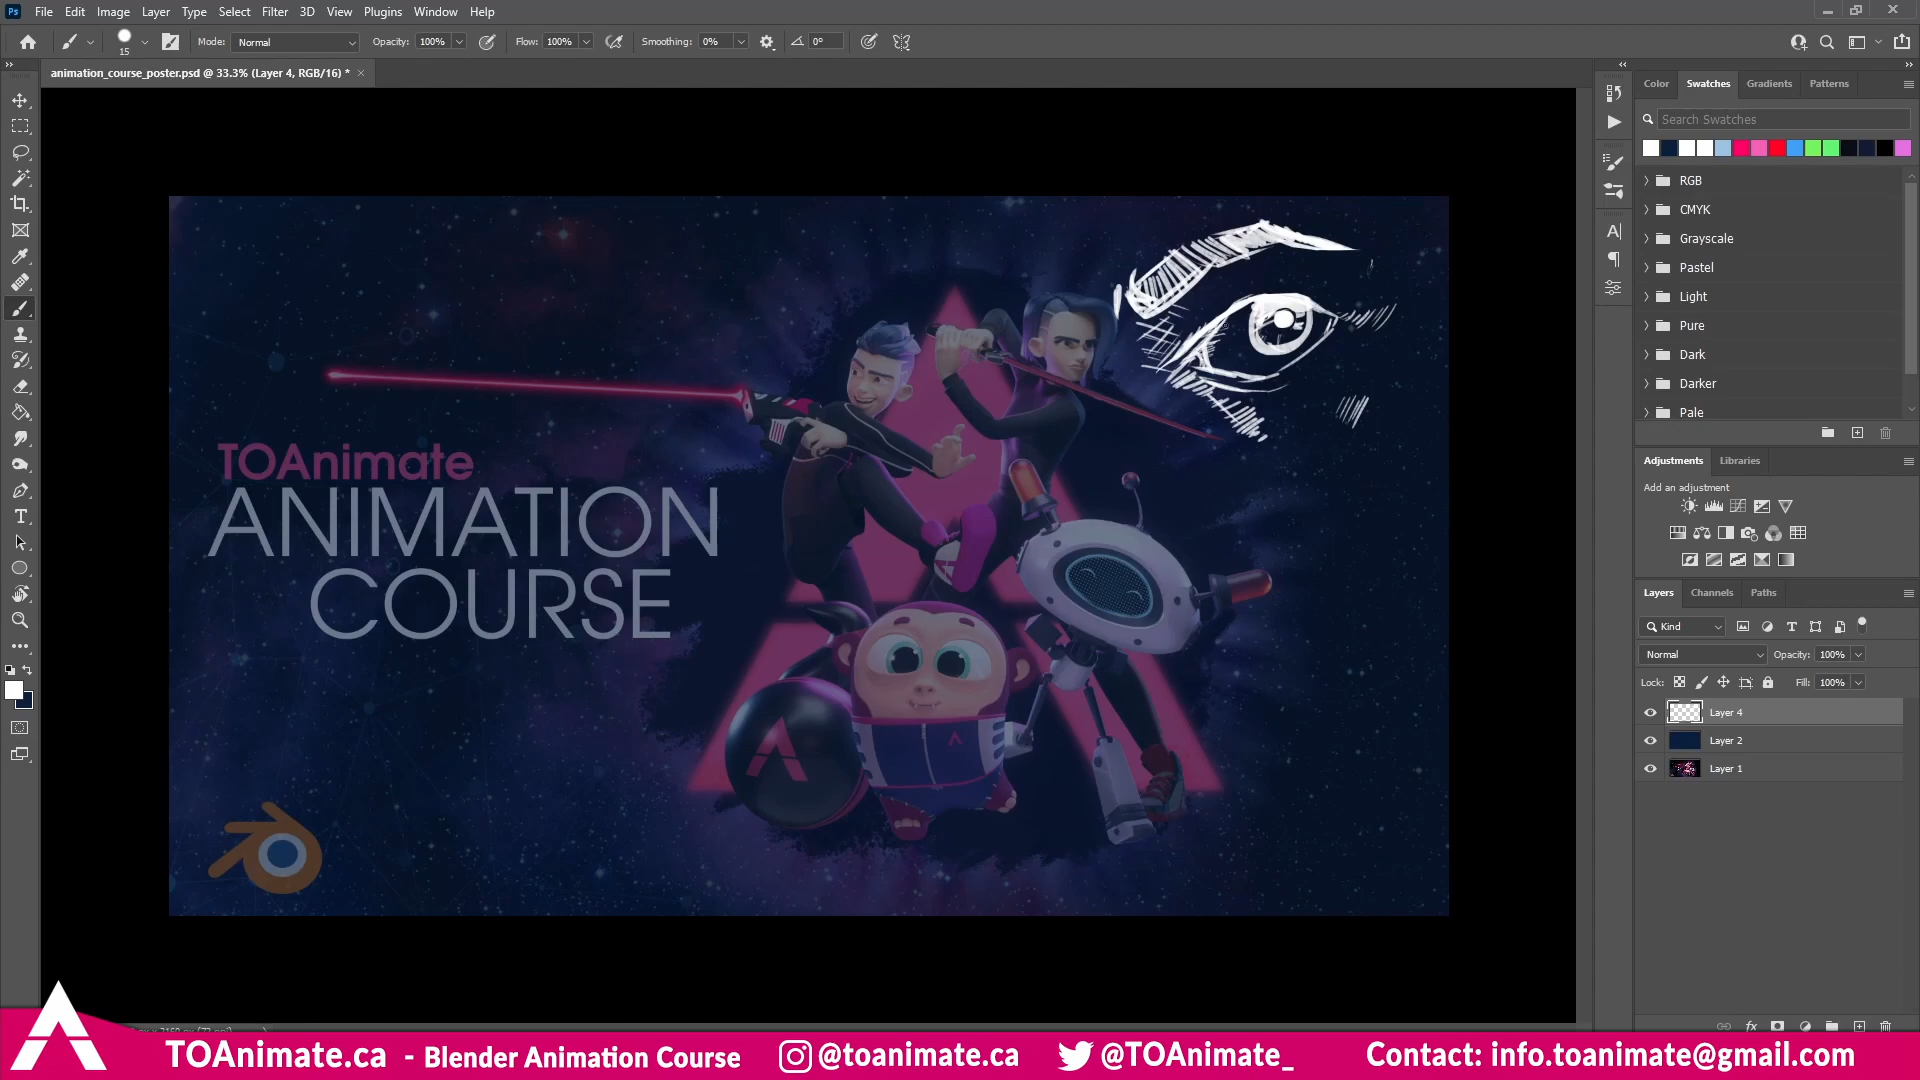 Ps File Edit Image Layer Type Select Filter 3D View Plugins Window Help
15 Mode: Normal Opacity: 100% Flow: 100% Smoothing: 0% 0°
animation_course_poster.psd @ 33.3% (Layer 4, RGB/16) * ×
Color Swatches Gradients Patterns
Search Swatches
RGB
CMYK
Grayscale
Pastel
Light
Pure
Dark
Darker
Pale
Adjustments Libraries
Add an adjustment
Layers Channels Paths
Kind
Normal Opacity: 100%
Lock: Fill: 100%
Layer 4
Layer 2
Layer 1
TOAnimate
ANIMATION
COURSE
TOAnimate.ca - Blender Animation Course @toanimate.ca @TOAnimate_ Contact: info.toanimate@gmail.com